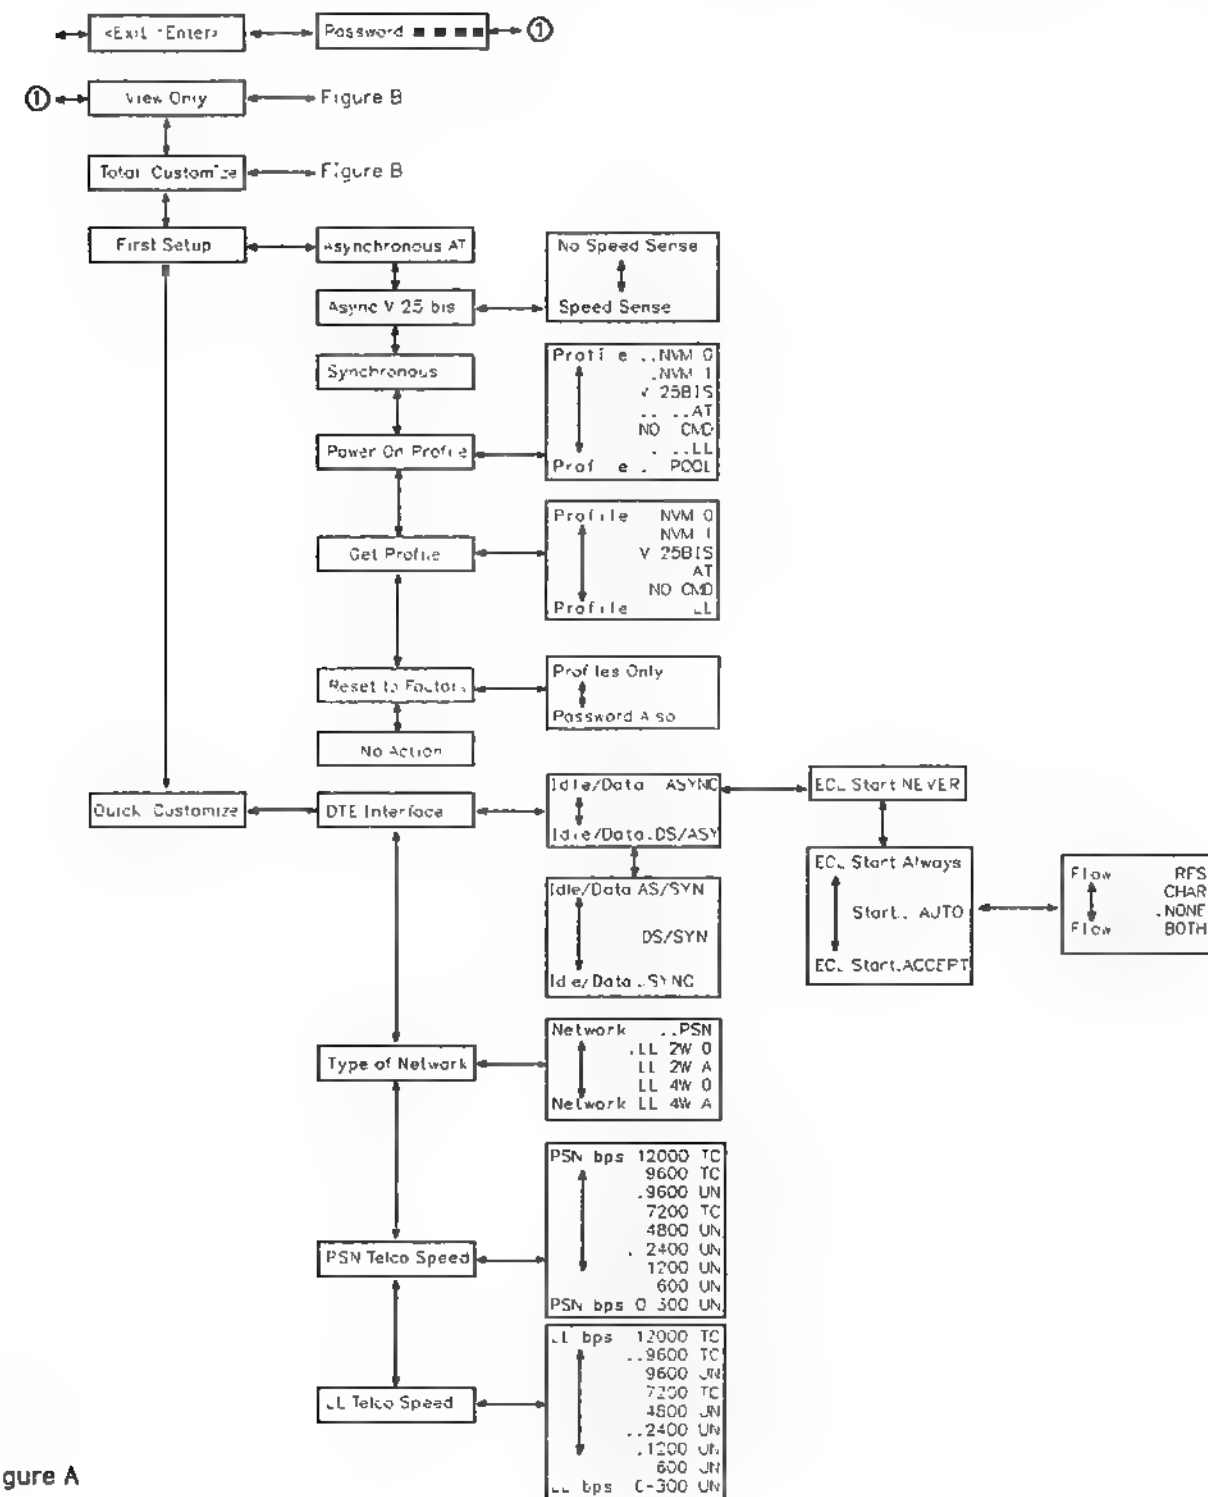 <Exit Enter>
Password
①
①
View Only
Figure B
Total Customize
Figure B
First Setup
Asynchronous AT
No Speed Sense
Speed Sense
Async V 25 bis
Synchronous
Profile ..NVM 0
.NVM 1
V 25BIS
.. ..AT
NO CMD
. ..LL
Profile . POOL
Power On Profile
Profile NVM 0
NVM 1
V 25BIS
AT
NO CMD
Profile LL
Get Profile
Profiles Only
Password Also
Reset to Factory
No Action
Quick Customize
DTE Interface
Idle/Data ASYNC
Idle/Data.DS/ASY
ECL Start NEVER
Idle/Data AS/SYN
DS/SYN
Idle/Data .SYNC
ECL Start Always
Start.. AUTO
ECL Start.ACCEPT
Flow RFS
CHAR
.NONE
Flow BOTH
Type of Network
Network ..PSN
.LL 2W O
LL 2W A
LL 4W O
Network LL 4W A
PSN Telco Speed
PSN bps 12000 TC
9600 TC
.9600 UN
7200 TC
4800 UN
. 2400 UN
1200 UN
600 UN
PSN bps 0 300 UN
LL Telco Speed
LL bps 12000 TC
..9600 TC
9600 UN
7200 TC
4800 UN
..2400 UN
.1200 UN
600 UN
LL bps 0-300 UN
gure A